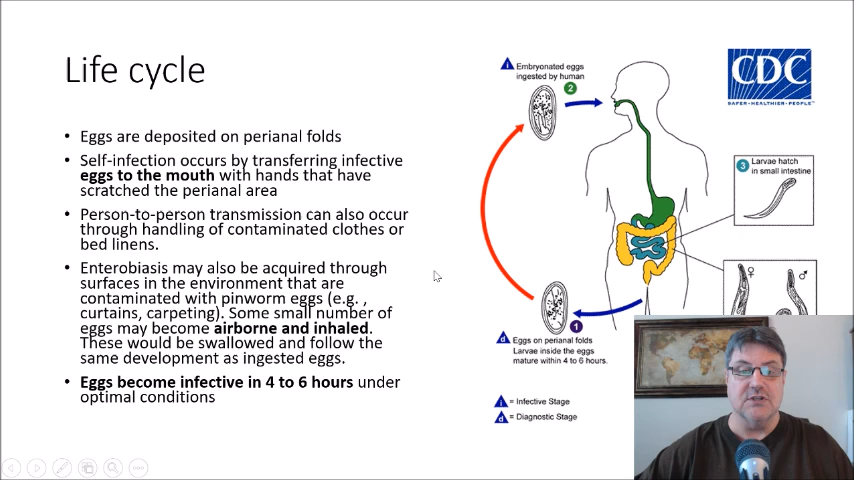 Life cycle
• Eggs are deposited on perianal folds
• Self-infection occurs by transferring infective
eggs to the mouth with hands that have
scratched the perianal area
• Person-to-person transmission can also occur
through handling of contaminated clothes or
bed linens.
• Enterobiasis may also be acquired through
surfaces in the environment that are
contaminated with pinworm eggs (e.g. ,
curtains, carpeting). Some small number of
eggs may become airborne and inhaled.
These would be swallowed and follow the
same development as ingested eggs.
• Eggs become infective in 4 to 6 hours under
optimal conditions
i Embryonated eggs
ingested by human
2
CDC
SAFER·HEALTHIER·PEOPLE™
3 Larvae hatch
in small intestine
♀ ♂
1
d Eggs on perianal folds
Larvae inside the eggs
mature within 4 to 6 hours.
i = Infective Stage
d = Diagnostic Stage